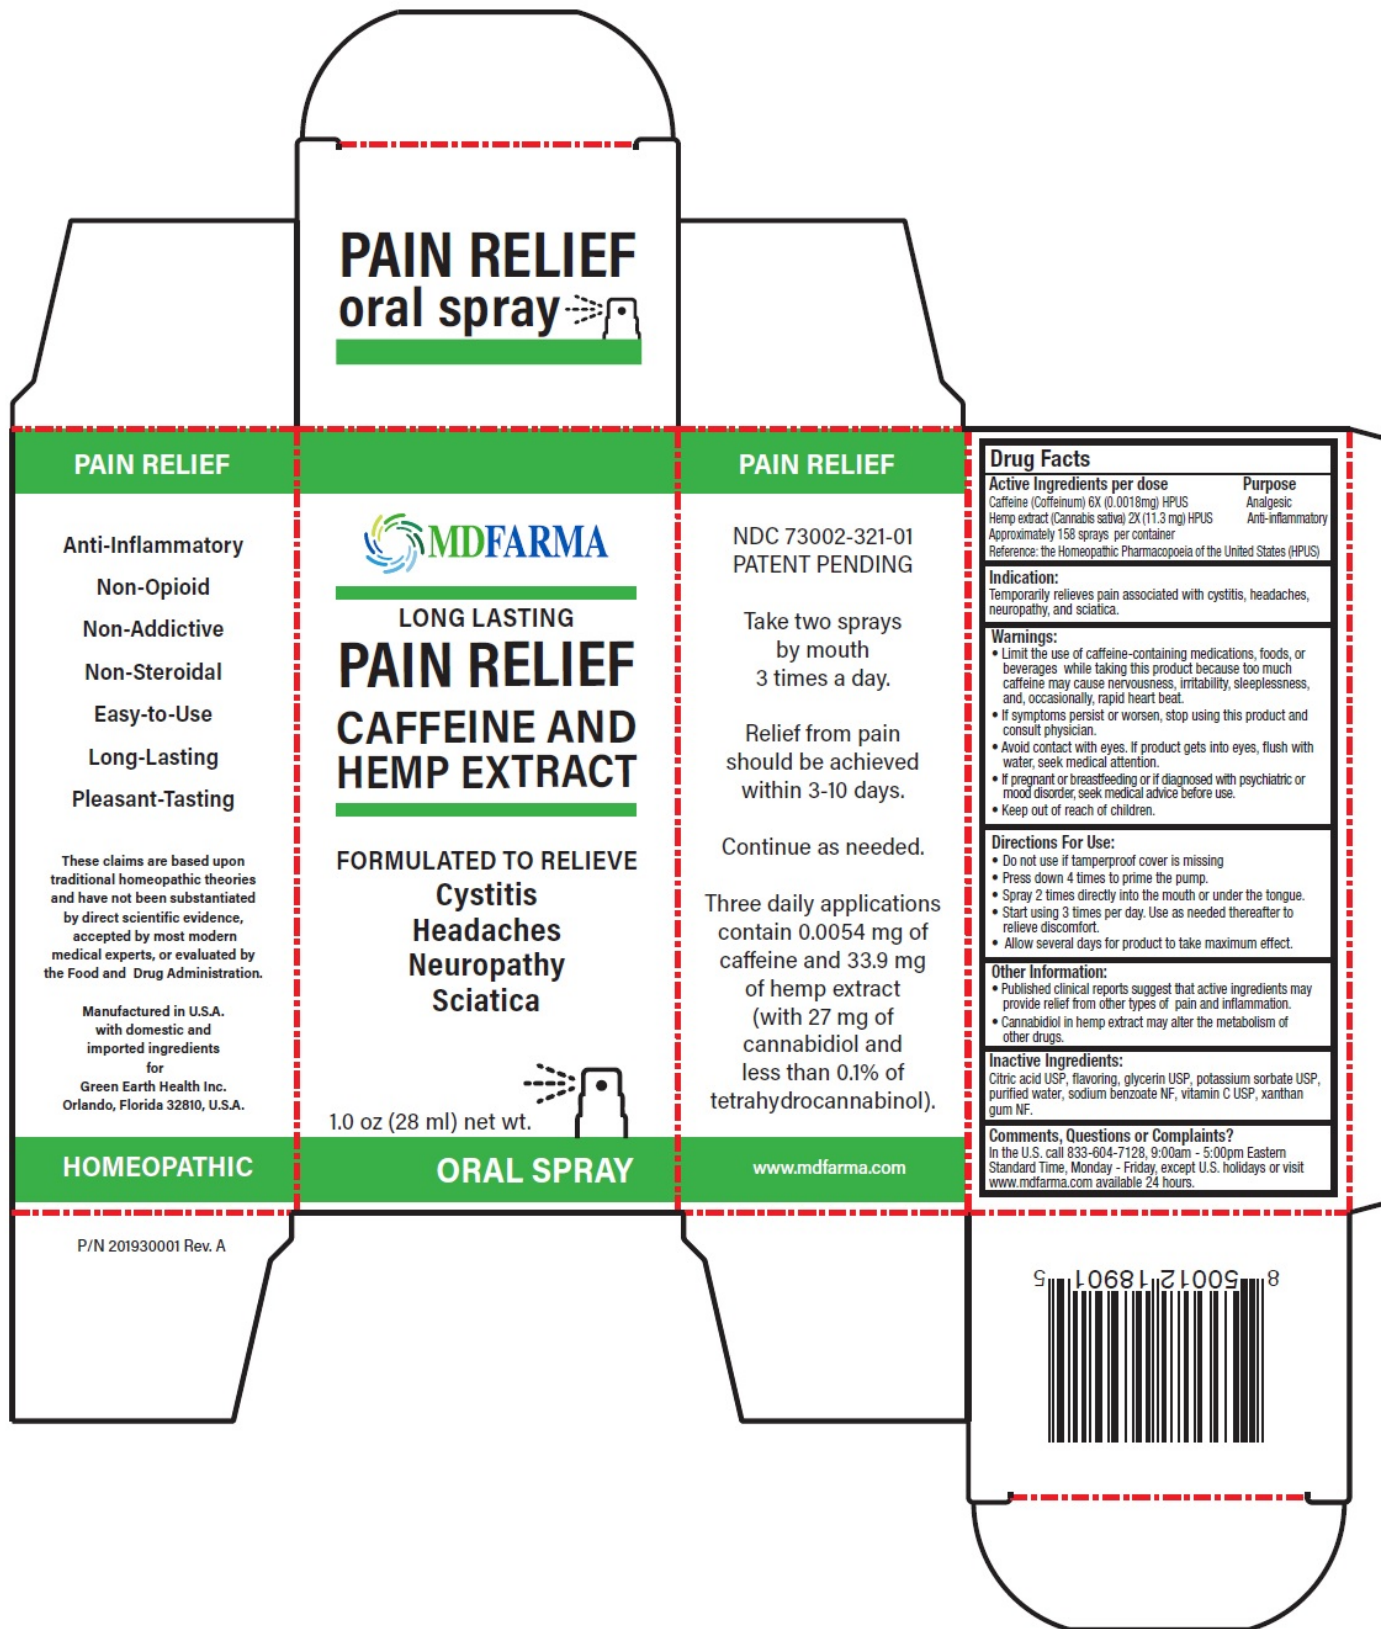 PAIN RELIEF
oral spray
PAIN RELIEF
Anti-Inflammatory
Non-Opioid
Non-Addictive
Non-Steroidal
Easy-to-Use
Long-Lasting
Pleasant-Tasting
These claims are based upon
traditional homeopathic theories
and have not been substantiated
by direct scientific evidence,
accepted by most modern
medical experts, or evaluated by
the Food and Drug Administration.
Manufactured in U.S.A.
with domestic and
imported ingredients
for
Green Earth Health Inc.
Orlando, Florida 32810, U.S.A.
HOMEOPATHIC
P/N 201930001 Rev. A
MDFARMA
LONG LASTING
PAIN RELIEF
CAFFEINE AND
HEMP EXTRACT
FORMULATED TO RELIEVE
Cystitis
Headaches
Neuropathy
Sciatica
1.0 oz (28 ml) net wt.
ORAL SPRAY
PAIN RELIEF
NDC 73002-321-01
PATENT PENDING
Take two sprays
by mouth
3 times a day.
Relief from pain
should be achieved
within 3-10 days.
Continue as needed.
Three daily applications
contain 0.0054 mg of
caffeine and 33.9 mg
of hemp extract
(with 27 mg of
cannabidiol and
less than 0.1% of
tetrahydrocannabinol).
www.mdfarma.com
Drug Facts
Active Ingredients per dose Purpose
Caffeine (Coffeinum) 6X (0.0018mg) HPUS Analgesic
Hemp extract (Cannabis sativa) 2X (11.3 mg) HPUS Anti-inflammatory
Approximately 158 sprays per container
Reference: the Homeopathic Pharmacopoeia of the United States (HPUS)
Indication:
Temporarily relieves pain associated with cystitis, headaches,
neuropathy, and sciatica.
Warnings:
• Limit the use of caffeine-containing medications, foods, or
beverages while taking this product because too much
caffeine may cause nervousness, irritability, sleeplessness,
and, occasionally, rapid heart beat.
• If symptoms persist or worsen, stop using this product and
consult physician.
• Avoid contact with eyes. If product gets into eyes, flush with
water, seek medical attention.
• If pregnant or breastfeeding or if diagnosed with psychiatric or
mood disorder, seek medical advice before use.
• Keep out of reach of children.
Directions For Use:
• Do not use if tamperproof cover is missing
• Press down 4 times to prime the pump.
• Spray 2 times directly into the mouth or under the tongue.
• Start using 3 times per day. Use as needed thereafter to
relieve discomfort.
• Allow several days for product to take maximum effect.
Other Information:
• Published clinical reports suggest that active ingredients may
provide relief from other types of pain and inflammation.
• Cannabidiol in hemp extract may alter the metabolism of
other drugs.
Inactive Ingredients:
Citric acid USP, flavoring, glycerin USP, potassium sorbate USP,
purified water, sodium benzoate NF, vitamin C USP, xanthan
gum NF.
Comments, Questions or Complaints?
In the U.S. call 833-604-7128, 9:00am - 5:00pm Eastern
Standard Time, Monday - Friday, except U.S. holidays or visit
www.mdfarma.com available 24 hours.
8 50012 18901 5